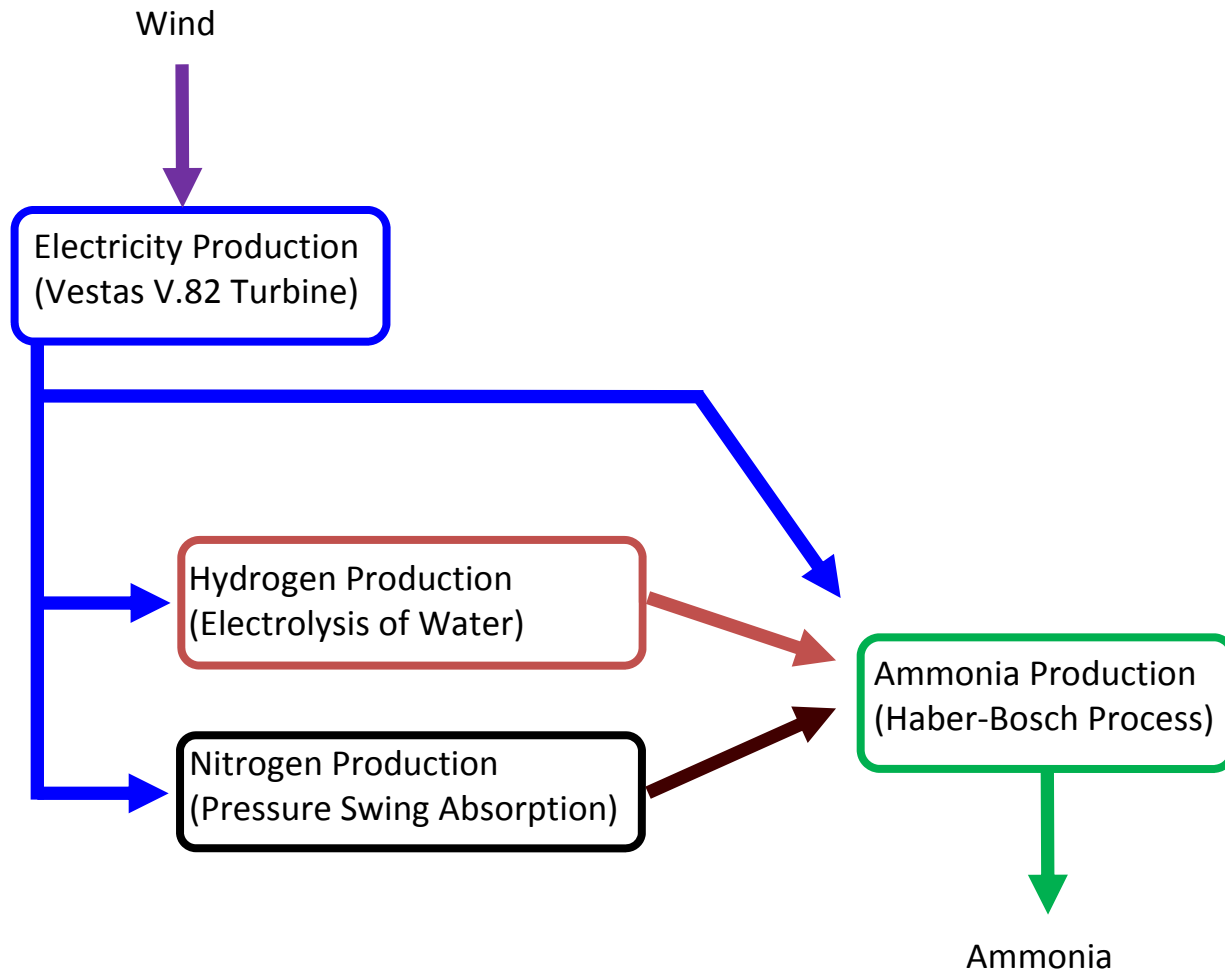 Wind
Electricity Production
(Vestas V.82 Turbine)
Hydrogen Production
(Electrolysis of Water)
Ammonia Production
(Haber-Bosch Process)
Nitrogen Production
(Pressure Swing Absorption)
Ammonia